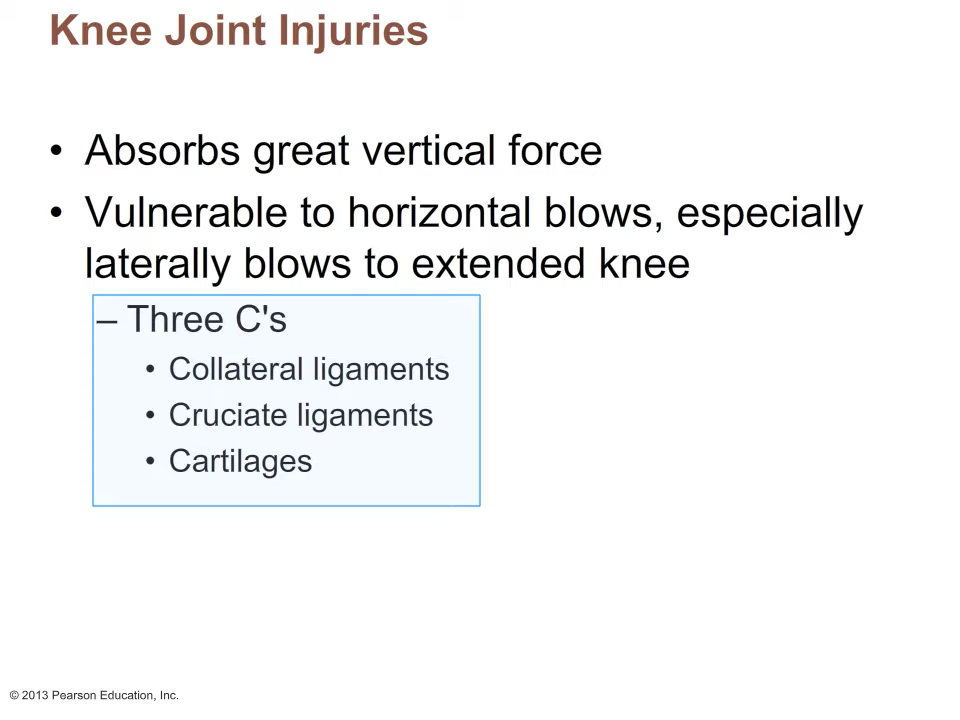 Knee Joint Injuries
• Absorbs great vertical force
• Vulnerable to horizontal blows, especially
laterally blows to extended knee
– Three C's
• Collateral ligaments
• Cruciate ligaments
• Cartilages
© 2013 Pearson Education, Inc.